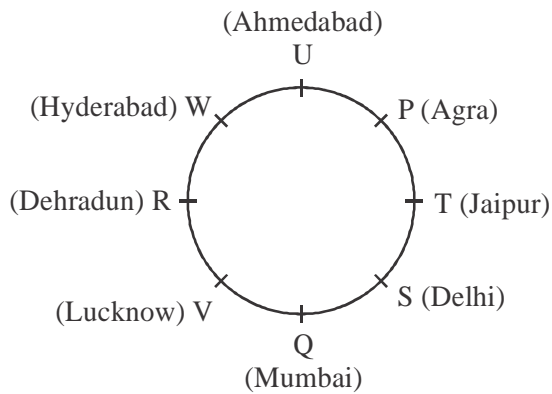 (Ahmedabad)
U
(Hyderabad) W
P (Agra)
(Dehradun) R
T (Jaipur)
(Lucknow) V
S (Delhi)
Q
(Mumbai)